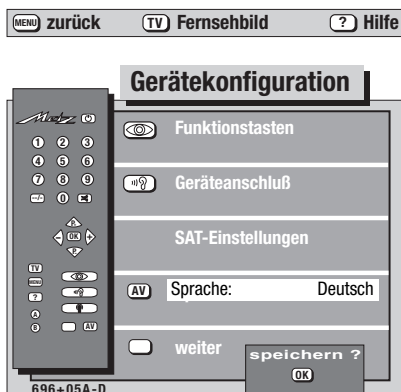 MENU zurück TV Fernsehbild ? Hilfe
Gerätekonfiguration
Metz
1 2 3
4 5 6
7 8 9
-/-- 0
P
- OK +
P
TV
MENU
?
A
B AV
Funktionstasten
Geräteanschluß
SAT-Einstellungen
AV Sprache: Deutsch
weiter
speichern ?
OK
696+05A-D